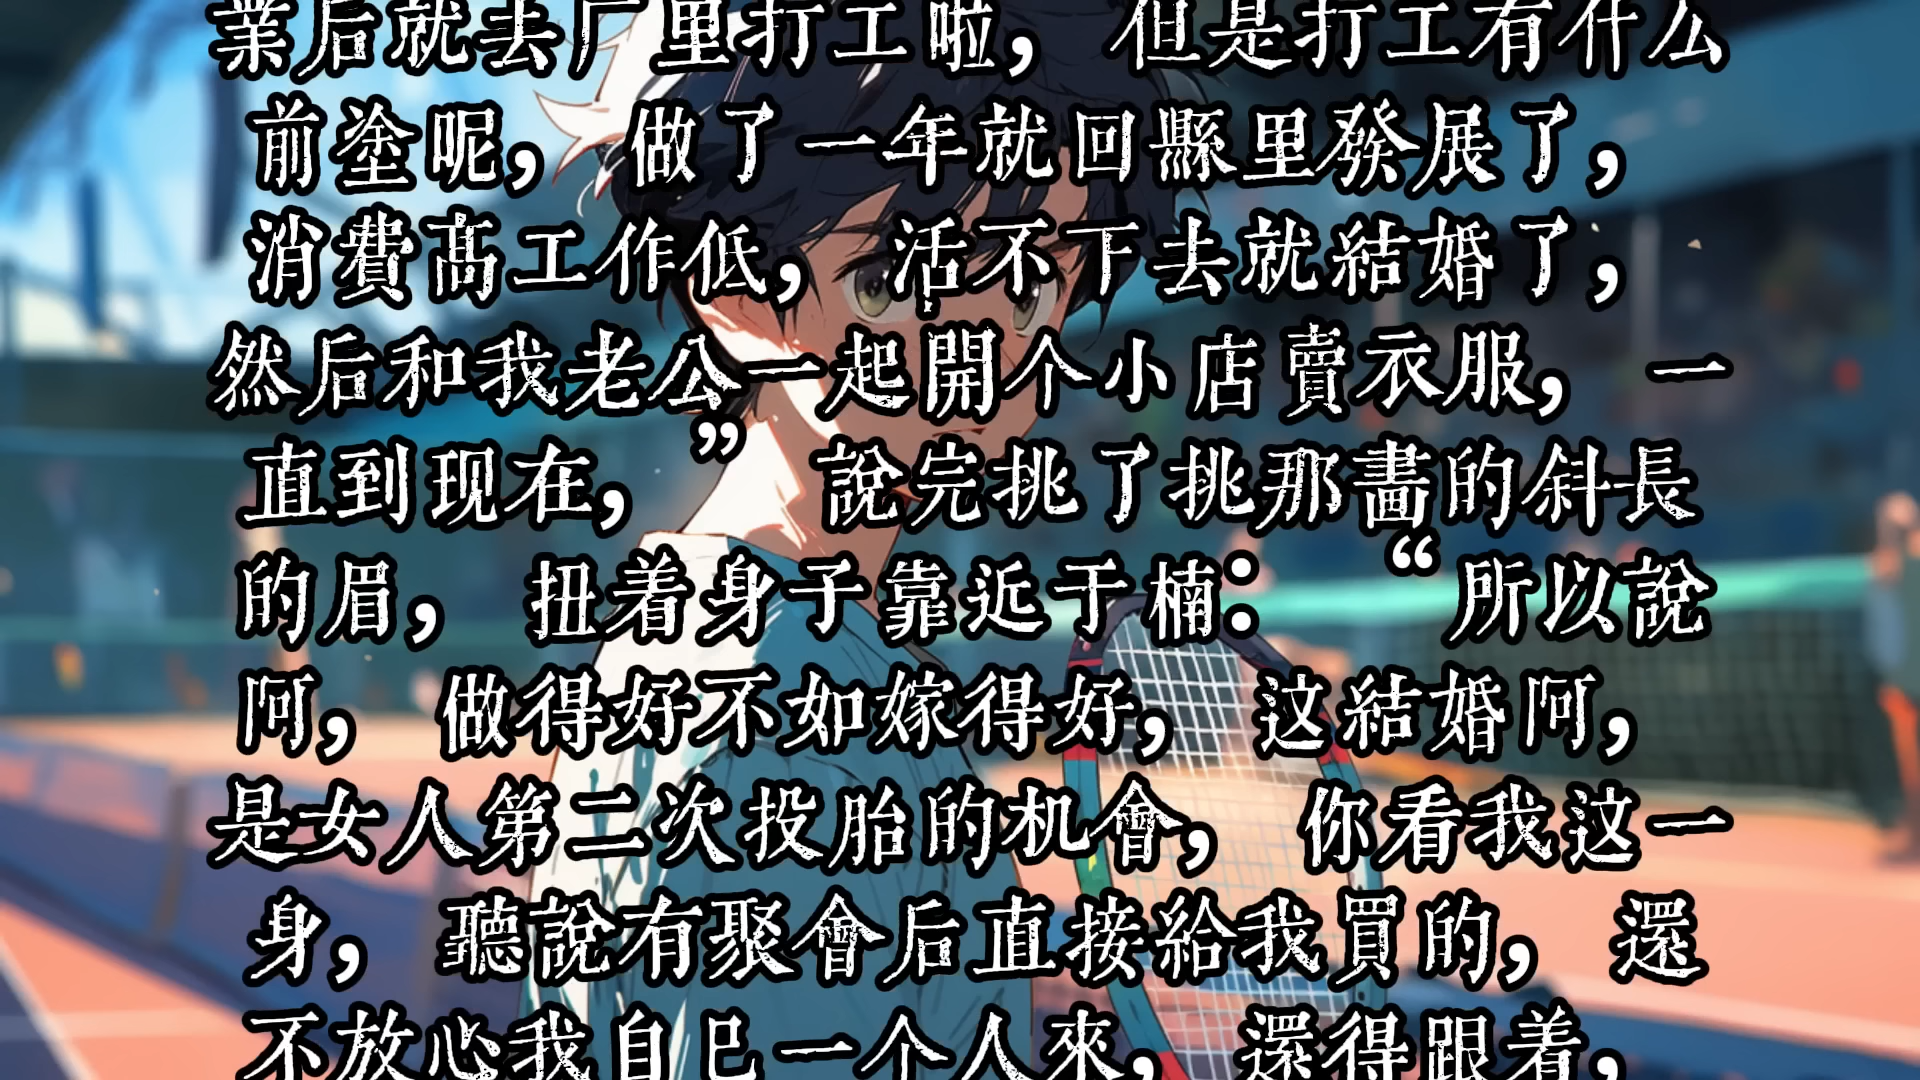 業后就去厂里打工啦，但是打工有什么
前塗呢，做了一年就回縣里發展了，
消費高工作低，活不下去就結婚了，
然后和我老公一起開个小店賣衣服，一
直到现在，”說完挑了挑那畵的斜長
的眉，扭着身子靠近于楠：“所以說
阿，做得好不如嫁得好，这結婚阿，
是女人第二次投胎的机會，你看我这一
身，聽說有聚會后直接給我買的，還
不放心我自己一个人來，還得跟着，